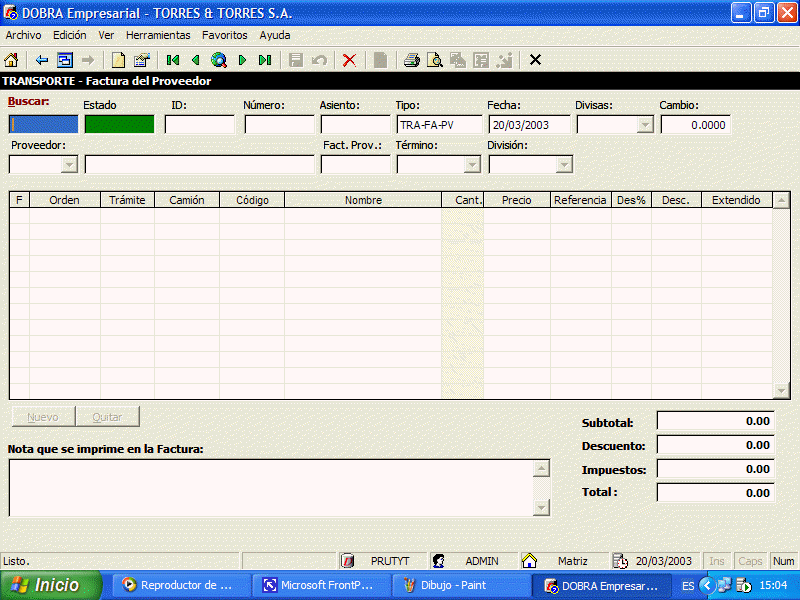 DOBRA Empresarial - TORRES & TORRES S.A.
Archivo Edición Ver Herramientas Favoritos Ayuda
TRANSPORTE - Factura del Proveedor
Buscar: Estado ID: Número: Asiento: Tipo: Fecha: Divisas: Cambio:
TRA-FA-PV 20/03/2003 0.0000
Proveedor: Fact. Prov.: Término: División:
F Orden Trámite Camión Código Nombre Cant. Precio Referencia Des% Desc. Extendido
Nuevo Quitar
Subtotal: 0.00
Descuento: 0.00
Nota que se imprime en la Factura:
Impuestos: 0.00
Total : 0.00
Listo. PRUTYT ADMIN Matriz 20/03/2003 Ins Caps Num
Inicio Reproductor de ... Microsoft FrontP... Dibujo - Paint DOBRA Empresar... ES 15:04